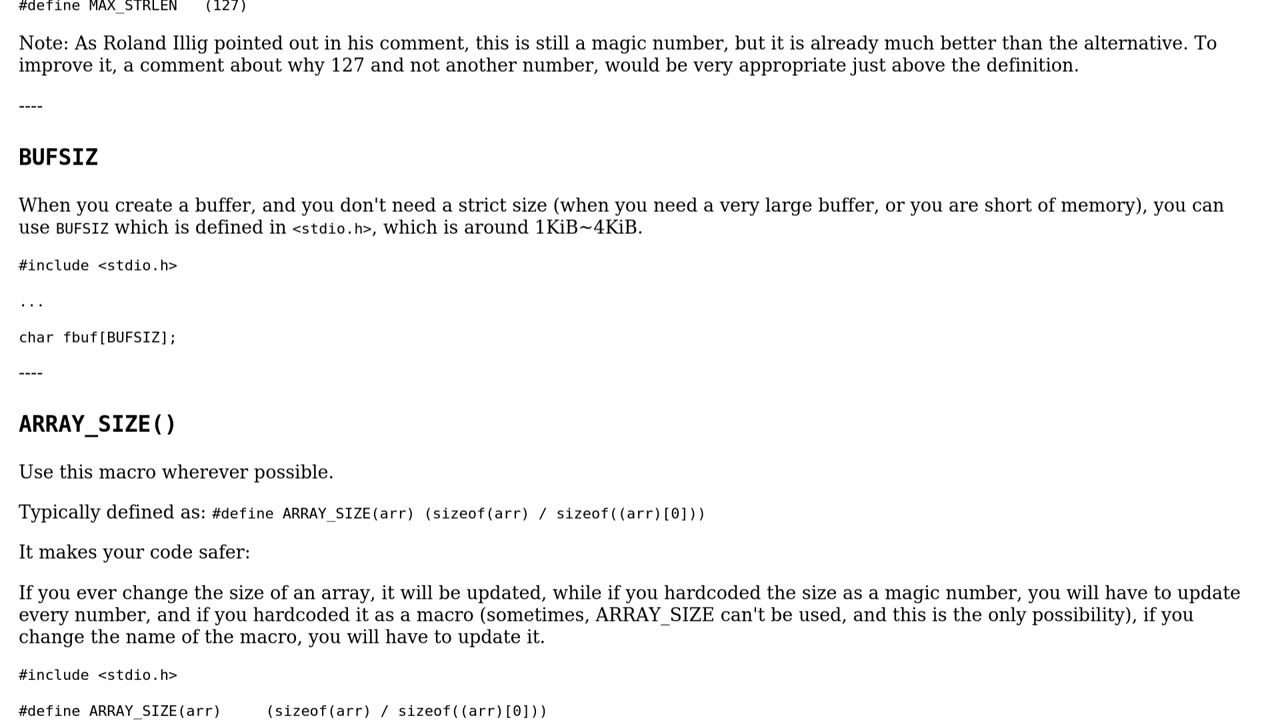 #define MAX_STRLEN   (127)
Note: As Roland Illig pointed out in his comment, this is still a magic number, but it is already much better than the alternative. To
improve it, a comment about why 127 and not another number, would be very appropriate just above the definition.
----
BUFSIZ
When you create a buffer, and you don't need a strict size (when you need a very large buffer, or you are short of memory), you can
use BUFSIZ which is defined in <stdio.h>, which is around 1KiB~4KiB.
#include <stdio.h>
...
char fbuf[BUFSIZ];
----
ARRAY_SIZE()
Use this macro wherever possible.
Typically defined as: #define ARRAY_SIZE(arr) (sizeof(arr) / sizeof((arr)[0]))
It makes your code safer:
If you ever change the size of an array, it will be updated, while if you hardcoded the size as a magic number, you will have to update
every number, and if you hardcoded it as a macro (sometimes, ARRAY_SIZE can't be used, and this is the only possibility), if you
change the name of the macro, you will have to update it.
#include <stdio.h>
#define ARRAY_SIZE(arr)     (sizeof(arr) / sizeof((arr)[0]))